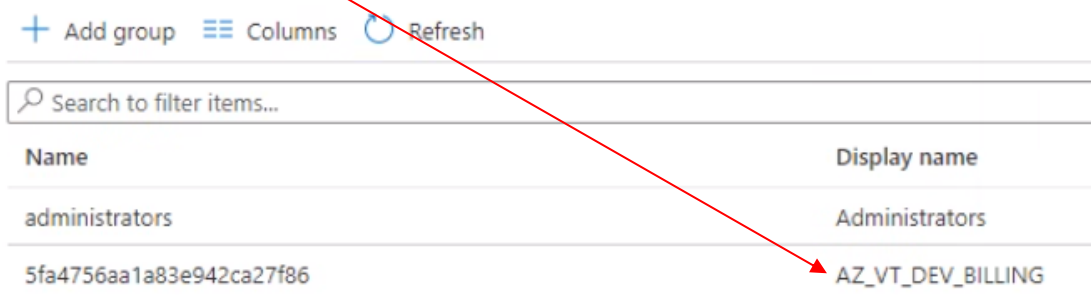 Add group Columns Refresh
Search to filter items...
Name Display name
administrators Administrators
5fa4756aa1a83e942ca27f86 AZ_VT_DEV_BILLING